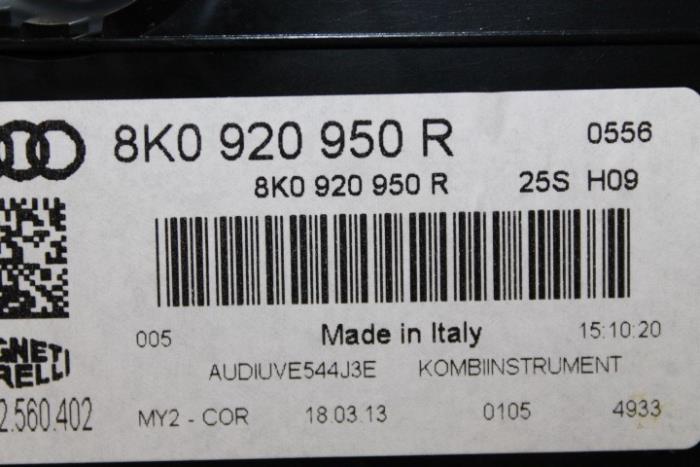 8K0 920 950 R 0556
8K0 920 950 R 25S H09
005 Made in Italy 15:10:20
AUDIUVE544J3E KOMBIINSTRUMENT
MY2 - COR 18.03.13 0105 4933
2.560.402